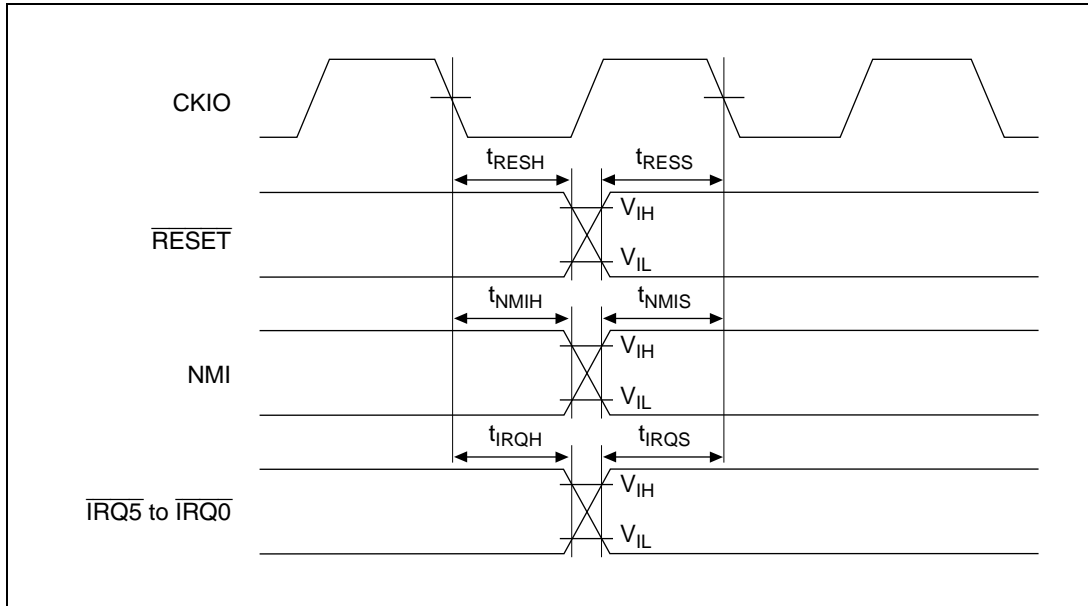 CKIO
tRESH tRESS
RESET
VIH
VIL
tNMIH tNMIS
NMI
VIH
VIL
tIRQH tIRQS
IRQ5 to IRQ0
VIH
VIL